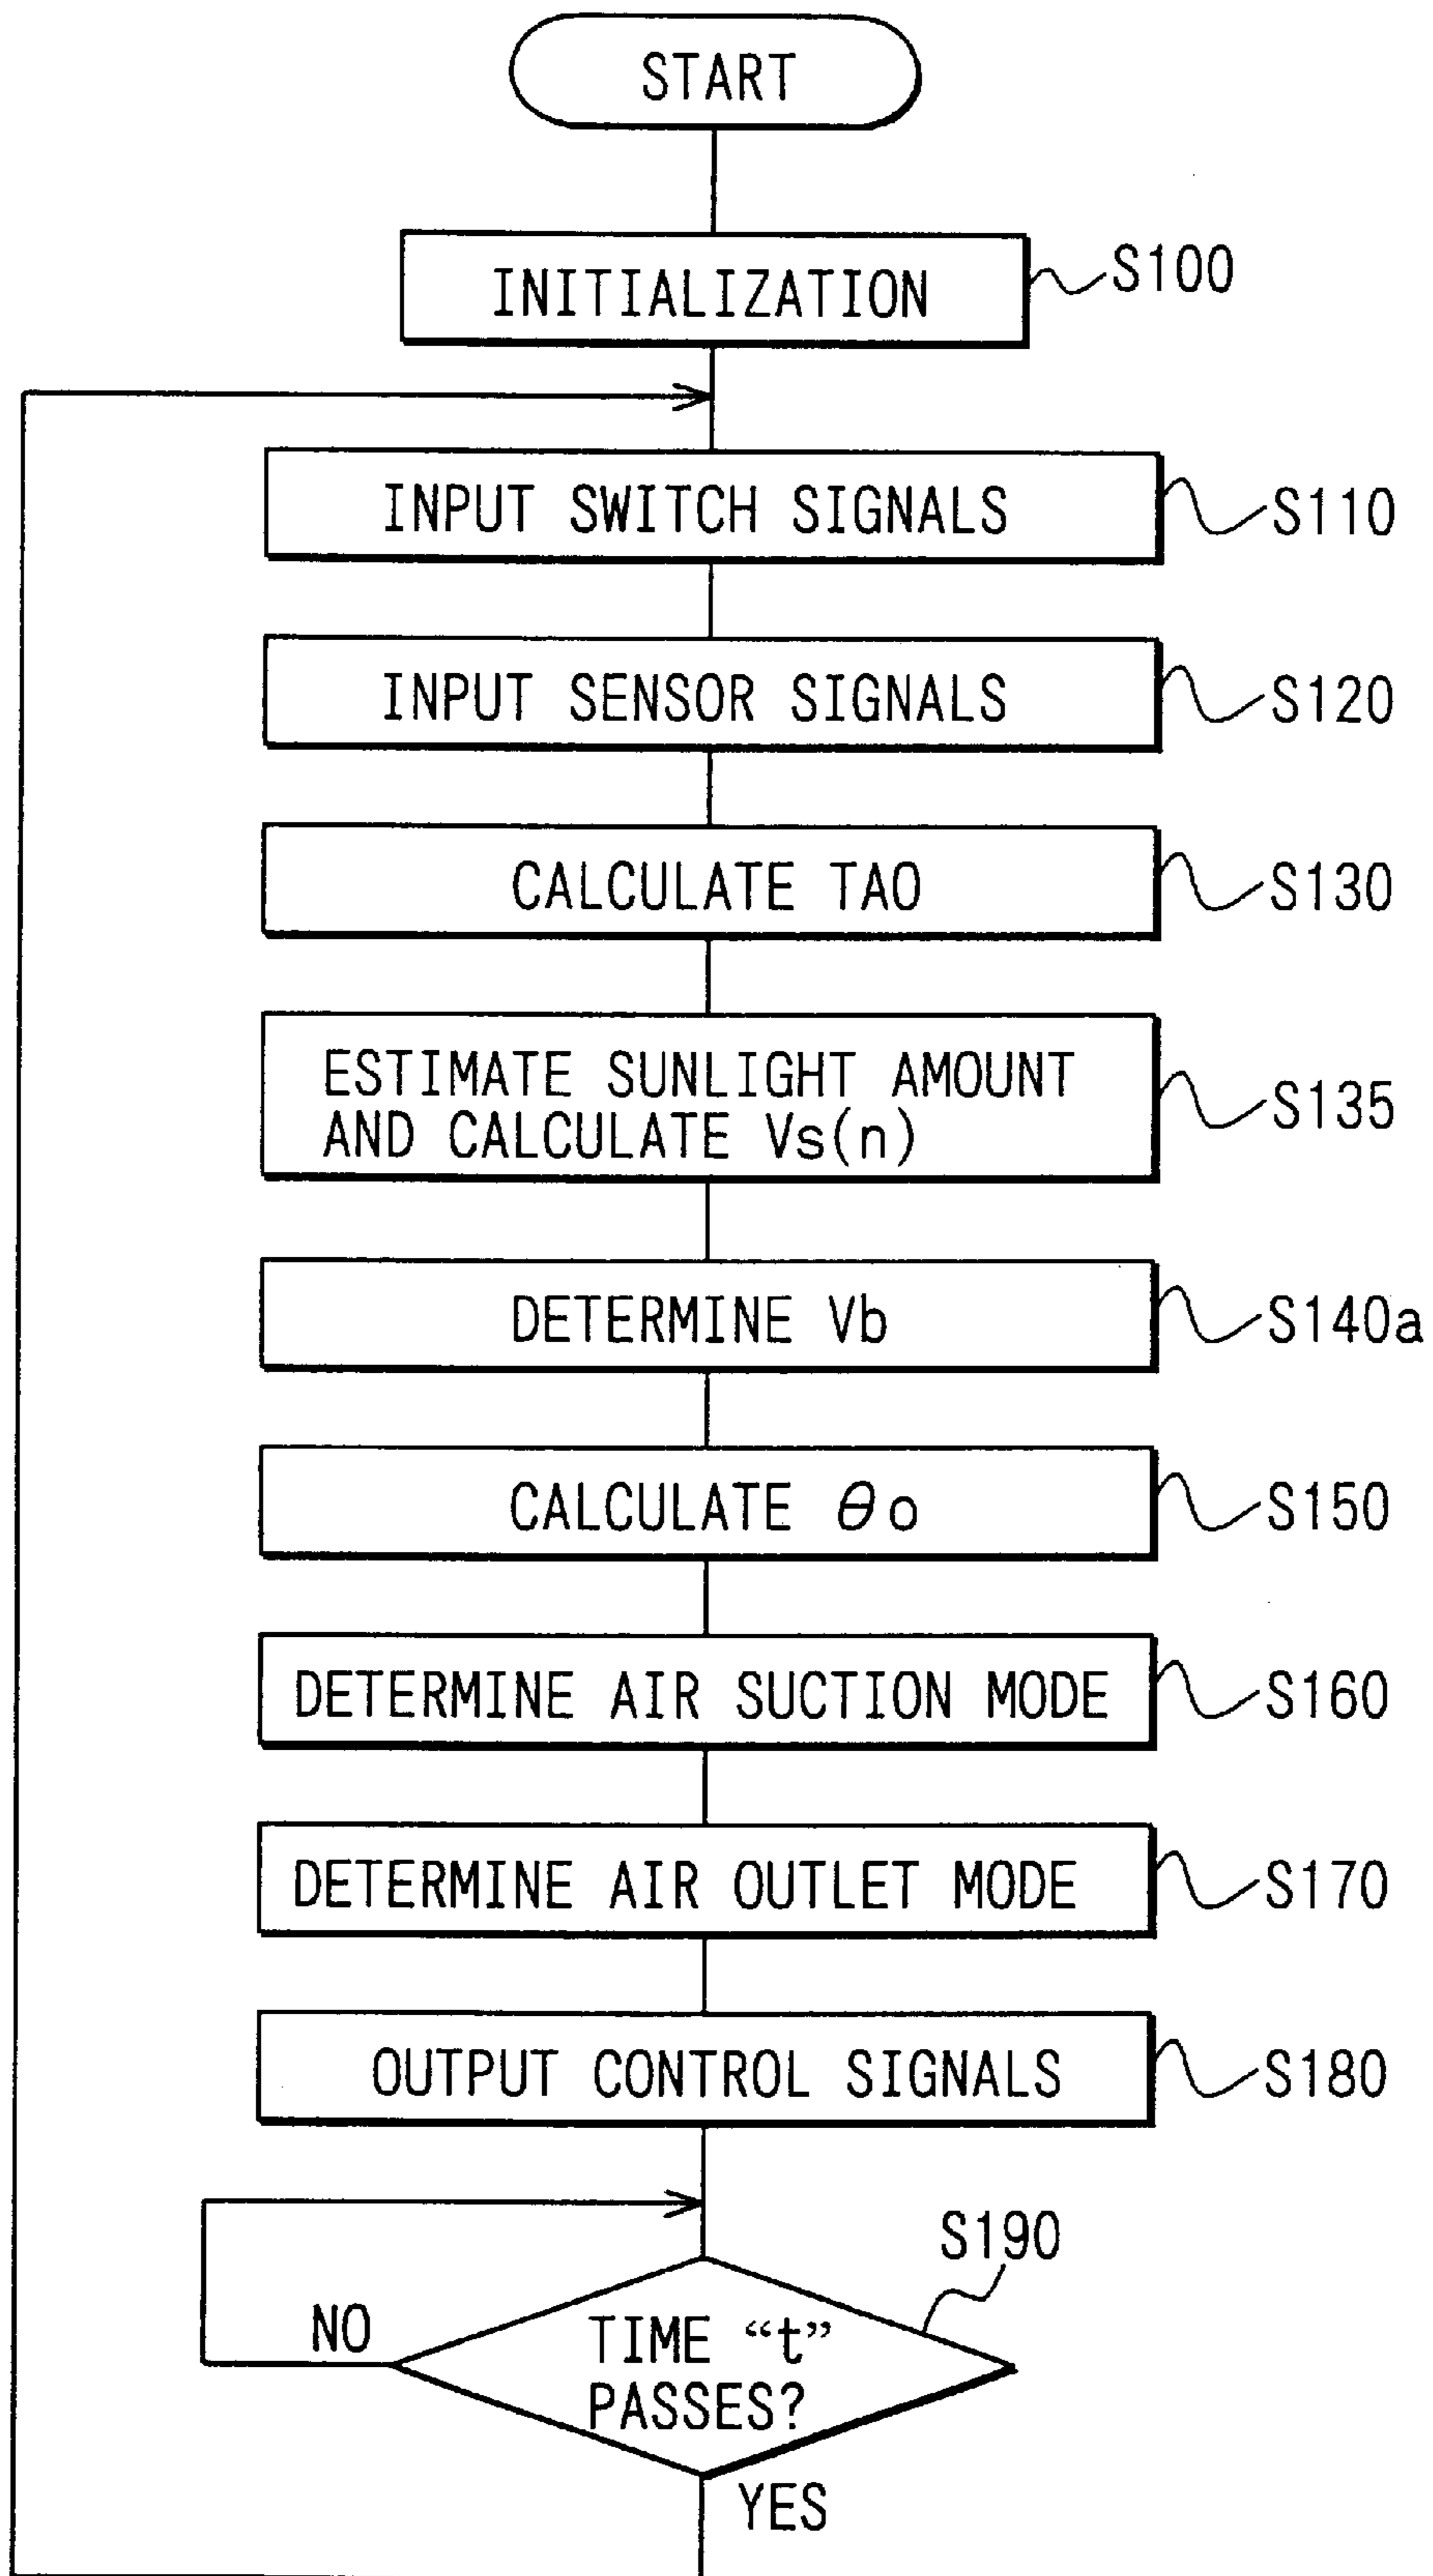 START
INITIALIZATION
S100
INPUT SWITCH SIGNALS
S110
INPUT SENSOR SIGNALS
S120
CALCULATE TAO
S130
ESTIMATE SUNLIGHT AMOUNT
AND CALCULATE Vs(n)
S135
DETERMINE Vb
S140a
CALCULATE θo
S150
DETERMINE AIR SUCTION MODE
S160
DETERMINE AIR OUTLET MODE
S170
OUTPUT CONTROL SIGNALS
S180
S190
NO
TIME “t”
PASSES?
YES